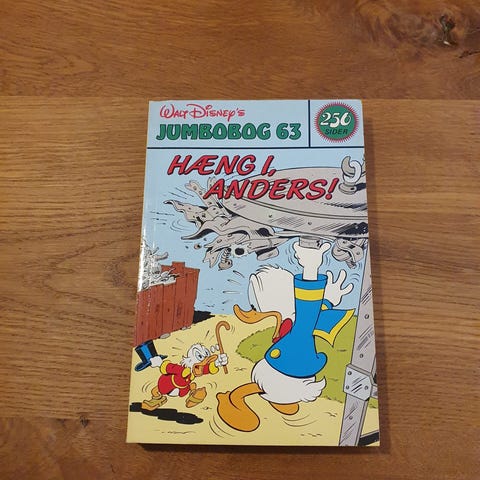 WALT DISNEY'S
JUMBOBOG 63
256
SIDER
HÆNG I,
ANDERS!